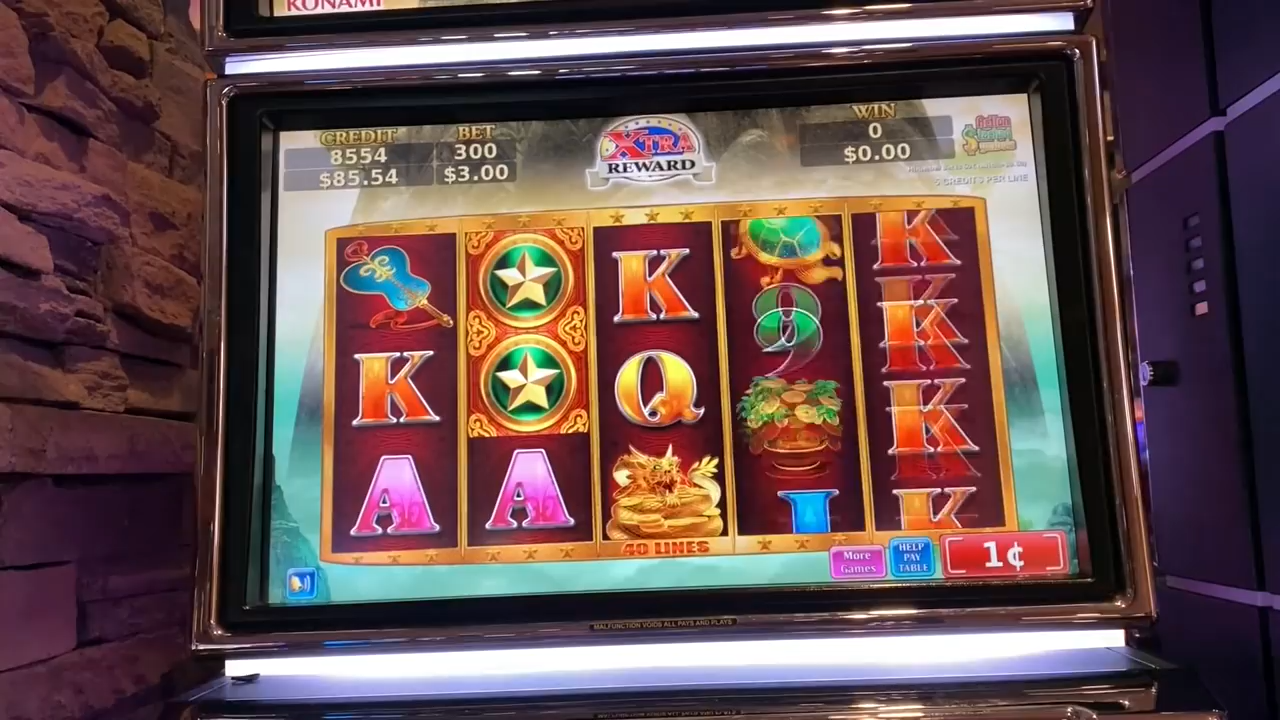 KONAMI
CREDIT
8554
$85.54
BET
300
$3.00
XTRA
REWARD
WIN
0
$0.00
5 CREDITS PER LINE
K
K
9
K
K
Q
K
A
A
K
40 LINES
More
Games
HELP
PAY
TABLE
1¢
MALFUNCTION VOIDS ALL PAYS AND PLAYS